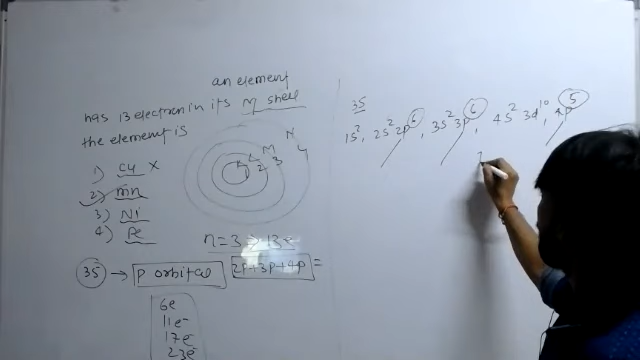 an element
has 13 electron in its M shell
the element is
1) Cu X
2) mn
3) Ni
4) Fe
K L M N
1 2 3 4
n=3 → 13e
35 → P orbital
2p+3p+4p =
6e
11e-
17e-
23e-
35
1s², 2s² 2p⁶, 3s² 3p⁶, 4s² 3d¹⁰, 4p⁵